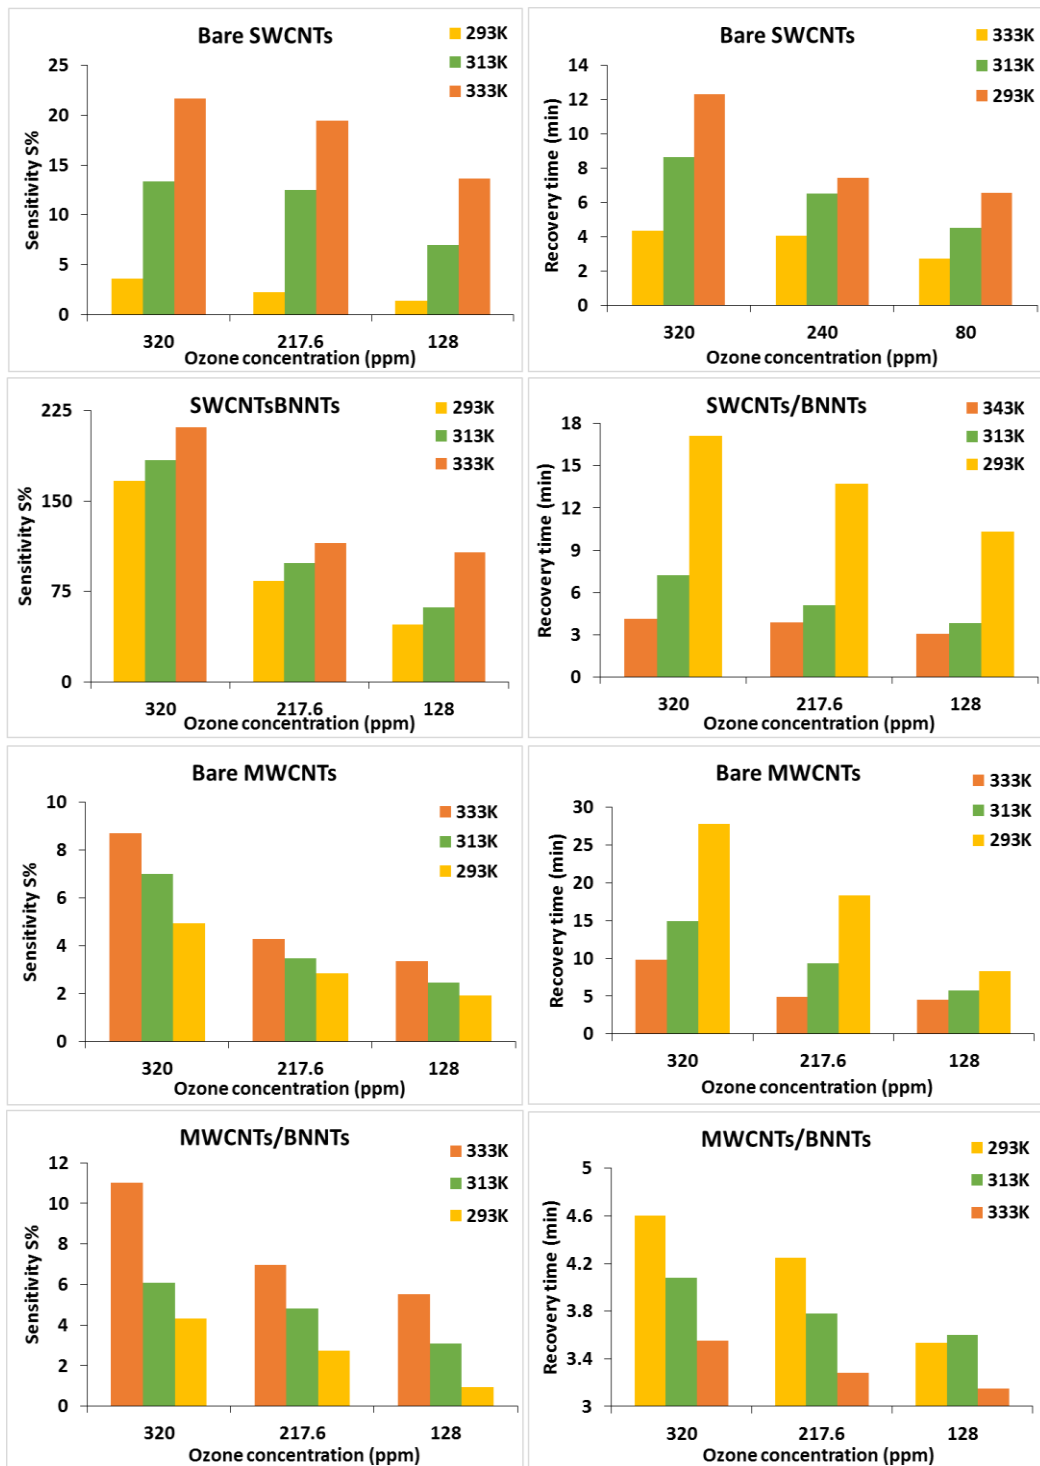 Bare SWCNTs
293K
313K
333K
25
20
15
10
5
0
Sensitivity S%
320 217.6 128
Ozone concentration (ppm)
Bare SWCNTs
333K
313K
293K
14
12
10
8
6
4
2
0
Recovery time (min)
320 240 80
Ozone concentration (ppm)
SWCNTsBNNTs
293K
313K
333K
225
150
75
0
Sensitivity S%
320 217.6 128
Ozone concentration (ppm)
SWCNTs/BNNTs
343K
313K
293K
18
15
12
9
6
3
0
Recovery time (min)
320 217.6 128
Ozone concentration (ppm)
Bare MWCNTs
333K
313K
293K
10
8
6
4
2
0
Sensitivity S%
320 217.6 128
Ozone concentration (ppm)
Bare MWCNTs
333K
313K
293K
30
25
20
15
10
5
0
Recovery time (min)
320 217.6 128
Ozone concentration (ppm)
MWCNTs/BNNTs
333K
313K
293K
12
10
8
6
4
2
0
Sensitivity S%
320 217.6 128
Ozone concentration (ppm)
MWCNTs/BNNTs
293K
313K
333K
5
4.6
4.2
3.8
3.4
3
Recovery time (min)
320 217.6 128
Ozone concentration (ppm)